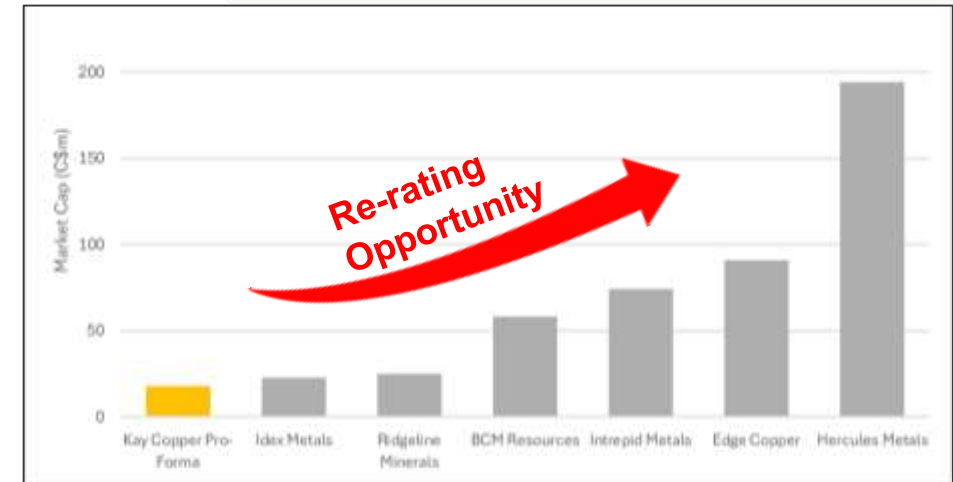 200
150
100
50
0
Market Cap (C$m)
Re-rating
Opportunity
Kay Copper Pro-
Forma
Idex Metals
Ridgeline
Minerals
BCM Resources
Intrepid Metals
Edge Copper
Hercules Metals